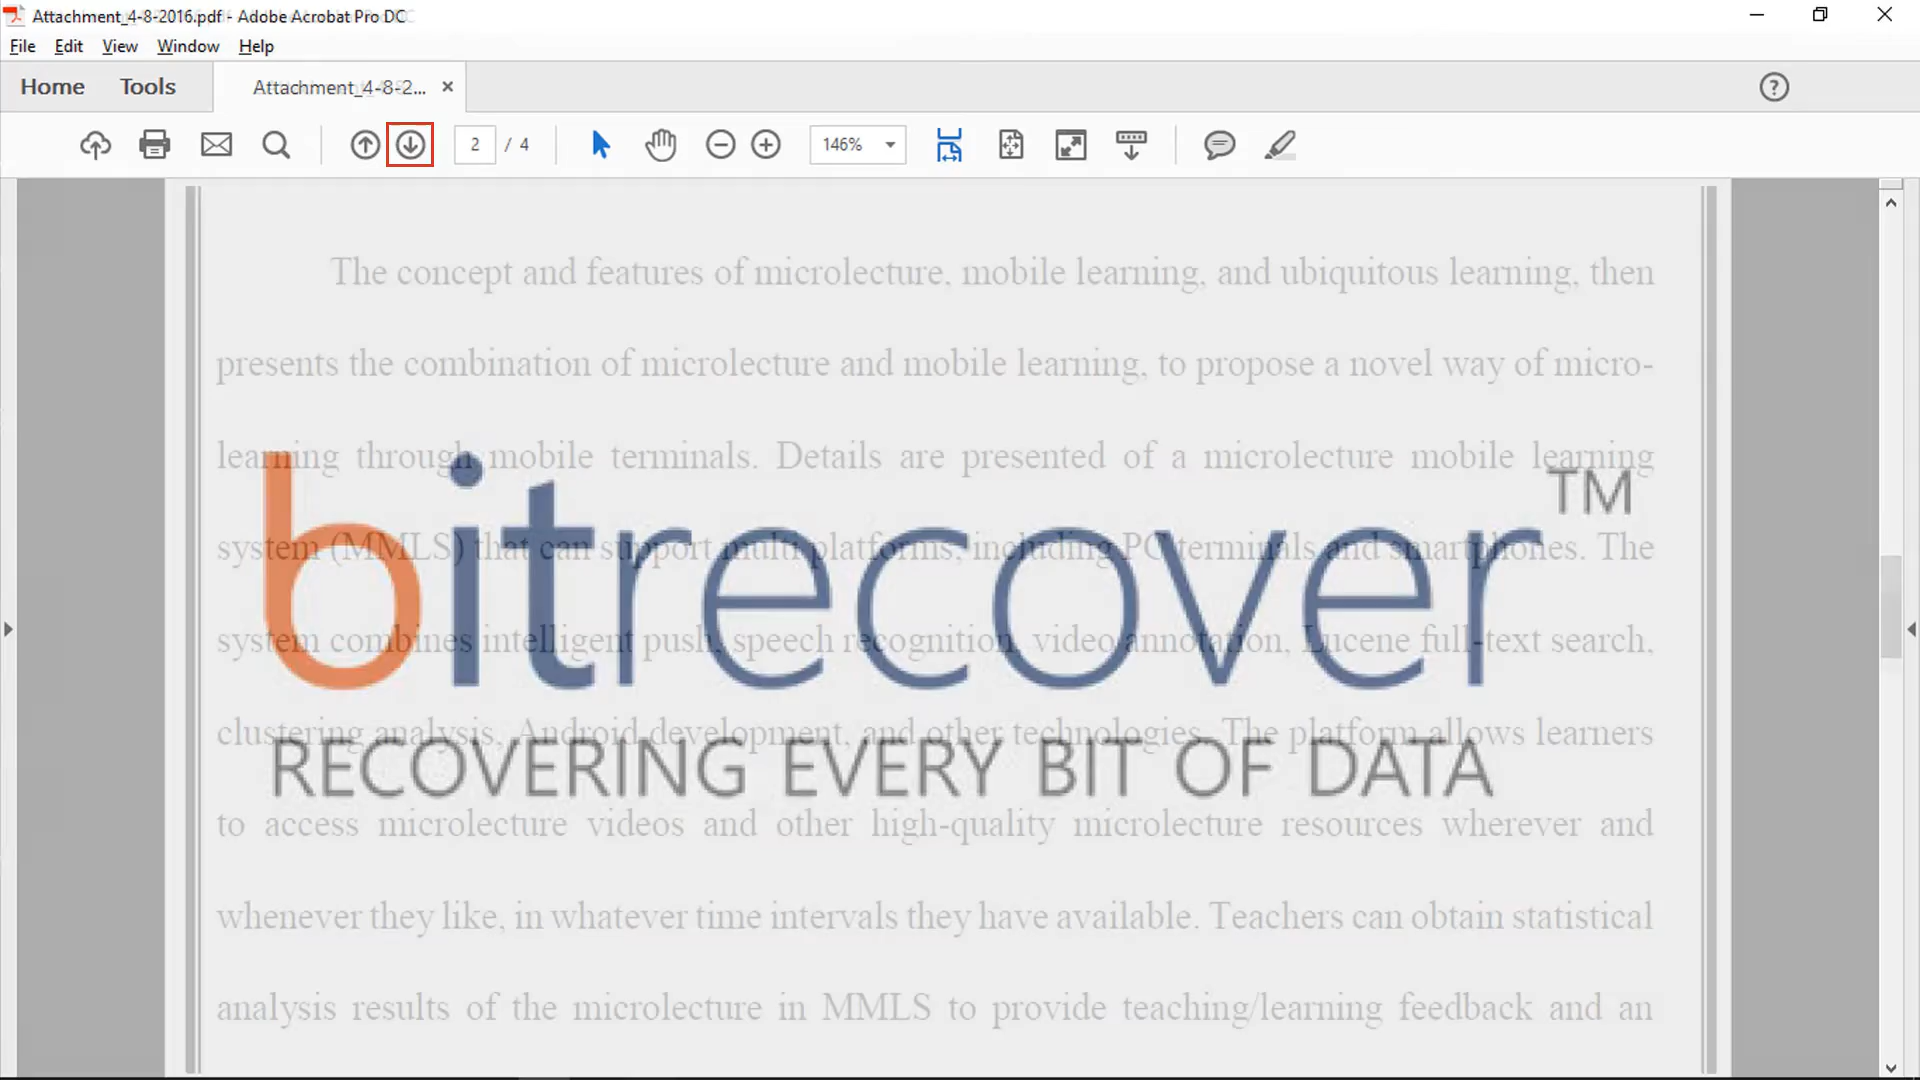 Attachment_4-8-2016.pdf - Adobe Acrobat Pro DC
File Edit View Window Help
Home Tools Attachment_4-8-2... ×
2 / 4 146%
The concept and features of microlecture, mobile learning, and ubiquitous learning, then
presents the combination of microlecture and mobile learning, to propose a novel way of micro-
learning through mobile terminals. Details are presented of a microlecture mobile learning
system (MMLS) that can support multi-platforms, including PC terminals and smartphones. The
system combines intelligent push, speech recognition, video annotation, Lucene full-text search,
clustering analysis, Android development, and other technologies. The platform allows learners
to access microlecture videos and other high-quality microlecture resources wherever and
whenever they like, in whatever time intervals they have available. Teachers can obtain statistical
analysis results of the microlecture in MMLS to provide teaching/learning feedback and an
bitrecover™
RECOVERING EVERY BIT OF DATA